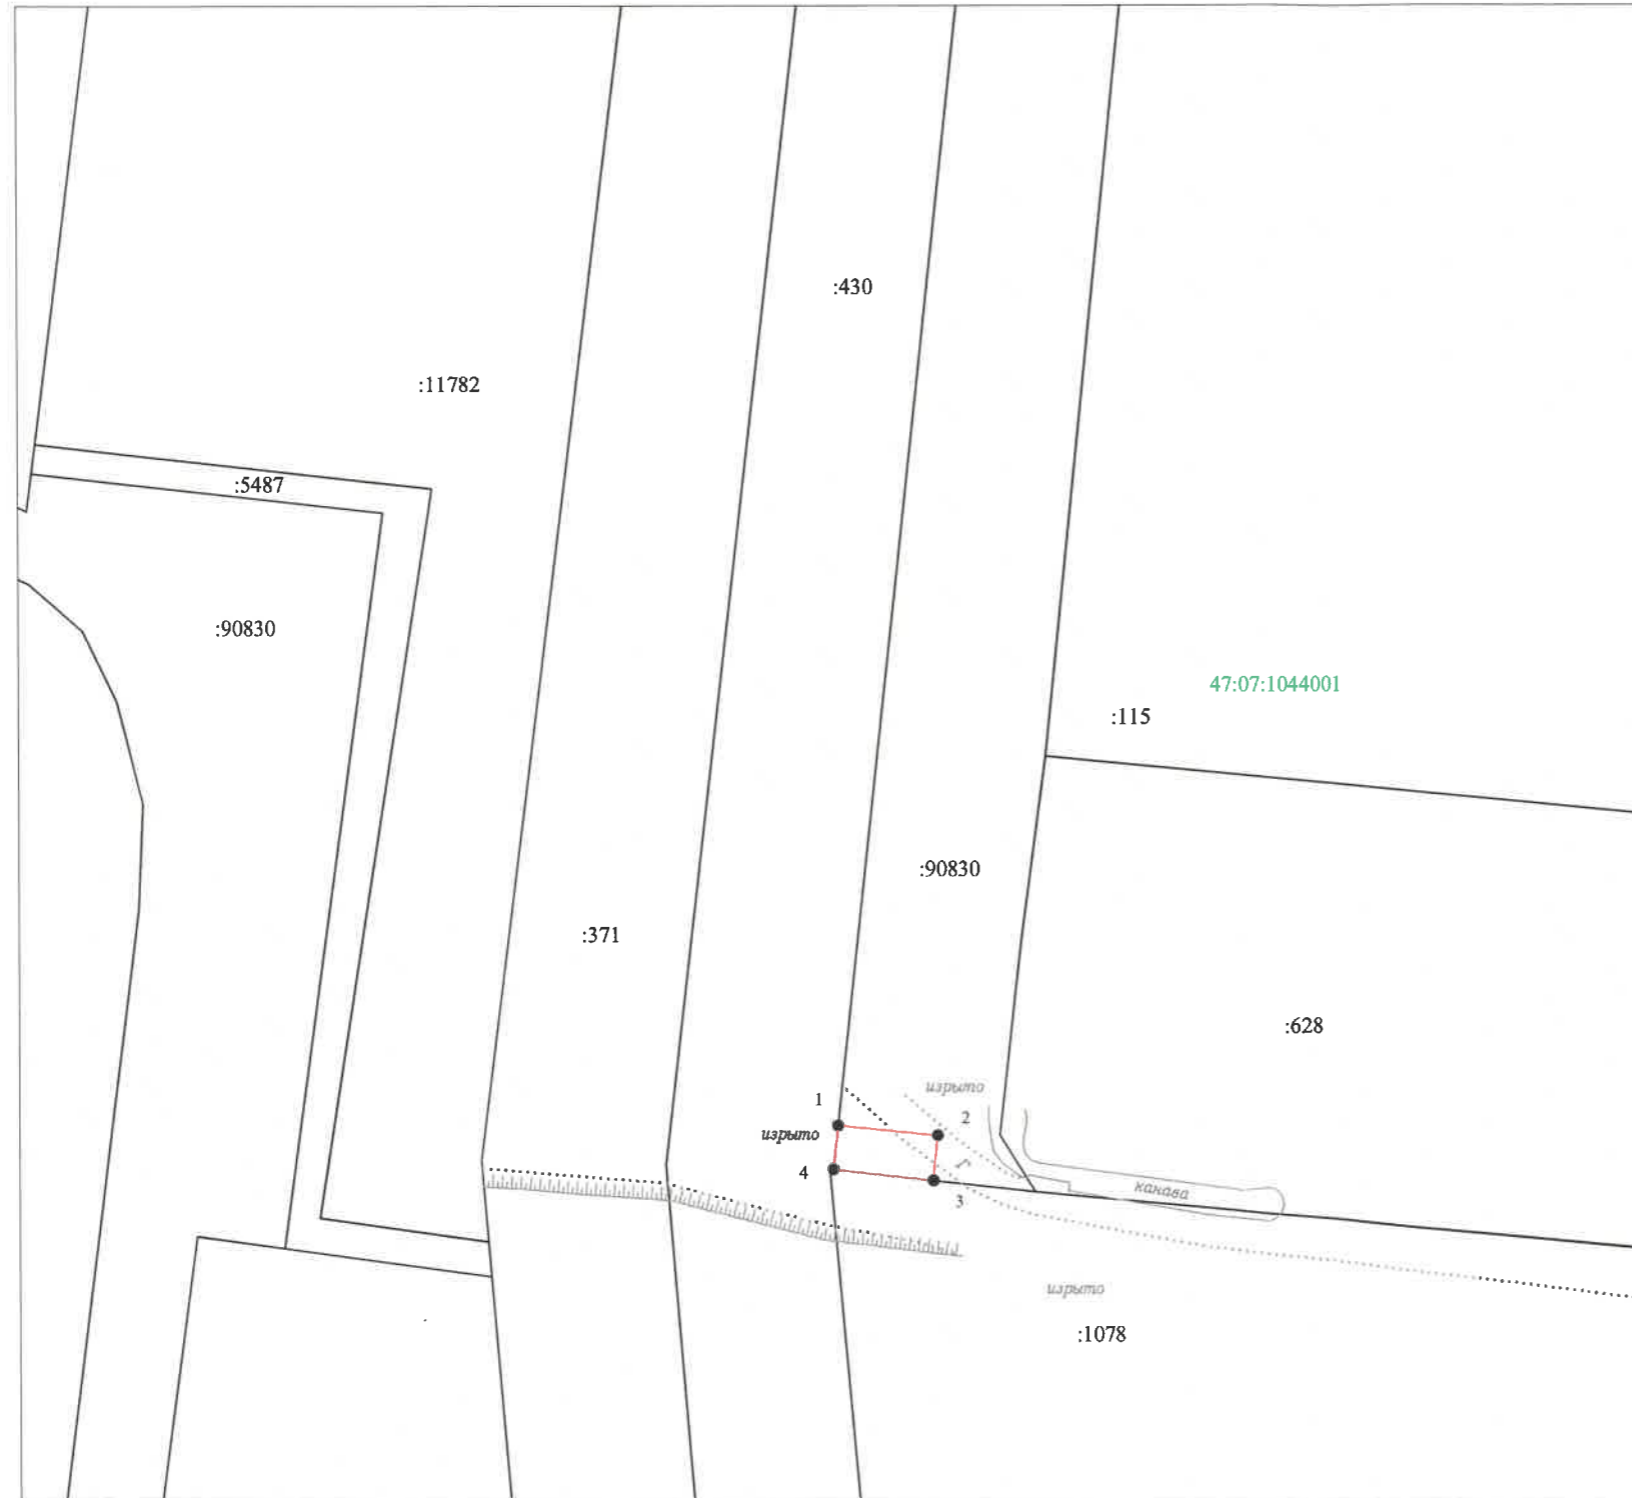 :430
:11782
:5487
:90830
47:07:1044001
:115
:90830
:371
:628
изрыто
1
2
изрыто
4
Г
канава
3
изрыто
:1078